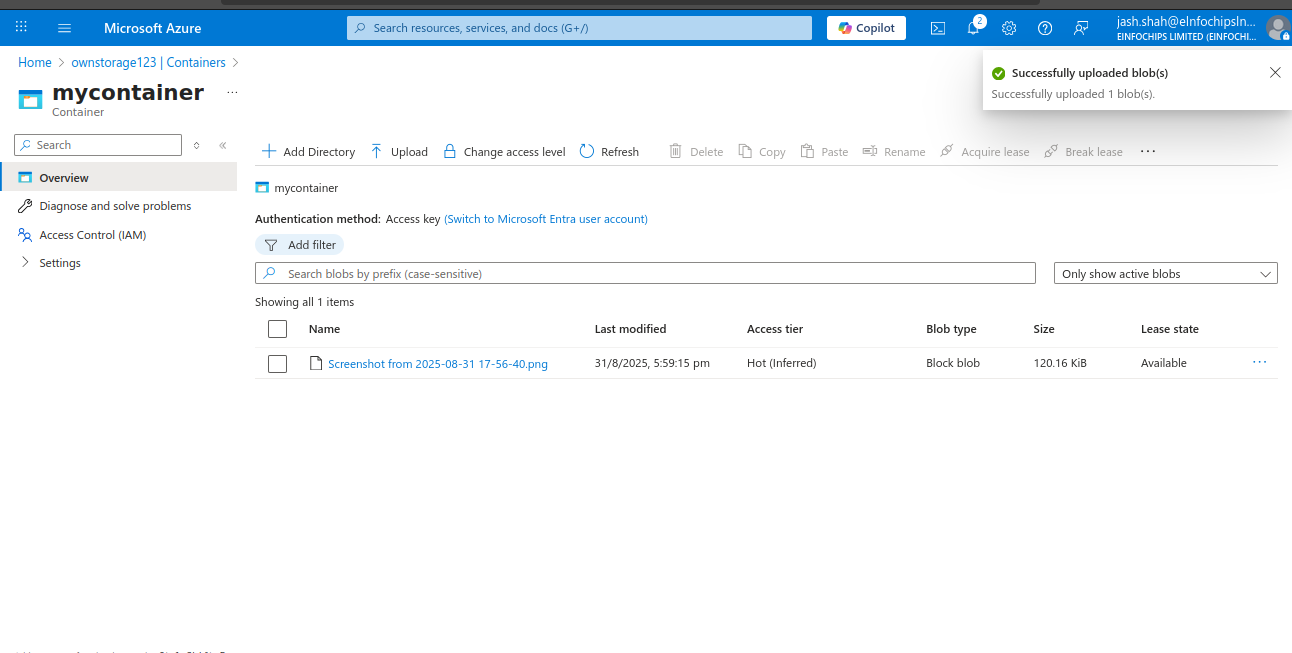 Microsoft Azure
Search resources, services, and docs (G+/)
Copilot
2
jash.shah@eInfochipsIn...
EINFOCHIPS LIMITED (EINFOCHI...
Home > ownstorage123 | Containers >
mycontainer ...
Container
Successfully uploaded blob(s)
Successfully uploaded 1 blob(s).
Search
Overview
Diagnose and solve problems
Access Control (IAM)
Settings
Add Directory Upload Change access level Refresh Delete Copy Paste Rename Acquire lease Break lease ...
mycontainer
Authentication method: Access key (Switch to Microsoft Entra user account)
Add filter
Search blobs by prefix (case-sensitive)
Only show active blobs
Showing all 1 items
Name Last modified Access tier Blob type Size Lease state
Screenshot from 2025-08-31 17-56-40.png 31/8/2025, 5:59:15 pm Hot (Inferred) Block blob 120.16 KiB Available ...